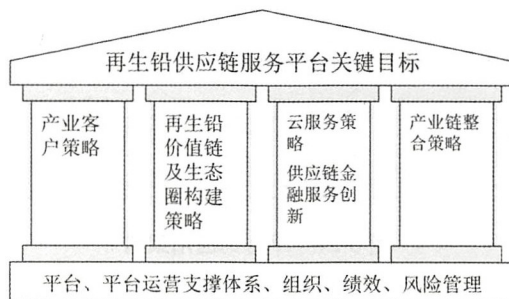 再生铅供应链服务平台关键目标
产业客
户策略
再生铅
价值链
及生态
圈构建
策略
云服务策
略
供应链金
融服务创
新
产业链整
合策略
平台、平台运营支撑体系、组织、绩效、风险管理